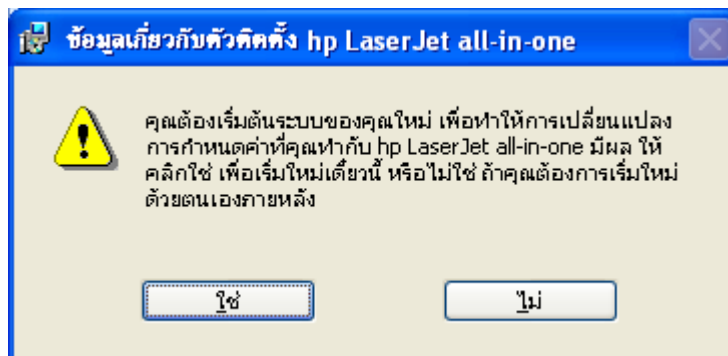 ข้อมูลเกี่ยวกับตัวติดตั้ง hp LaserJet all-in-one
คุณต้องเริ่มต้นระบบของคุณใหม่ เพื่อทำให้การเปลี่ยนแปลง
การกำหนดค่าที่คุณทำกับ hp LaserJet all-in-one มีผล ให้
คลิกใช่ เพื่อเริ่มใหม่เดี๋ยวนี้ หรือไม่ใช่ ถ้าคุณต้องการเริ่มใหม่
ด้วยตนเองภายหลัง
ใช่ ไม่